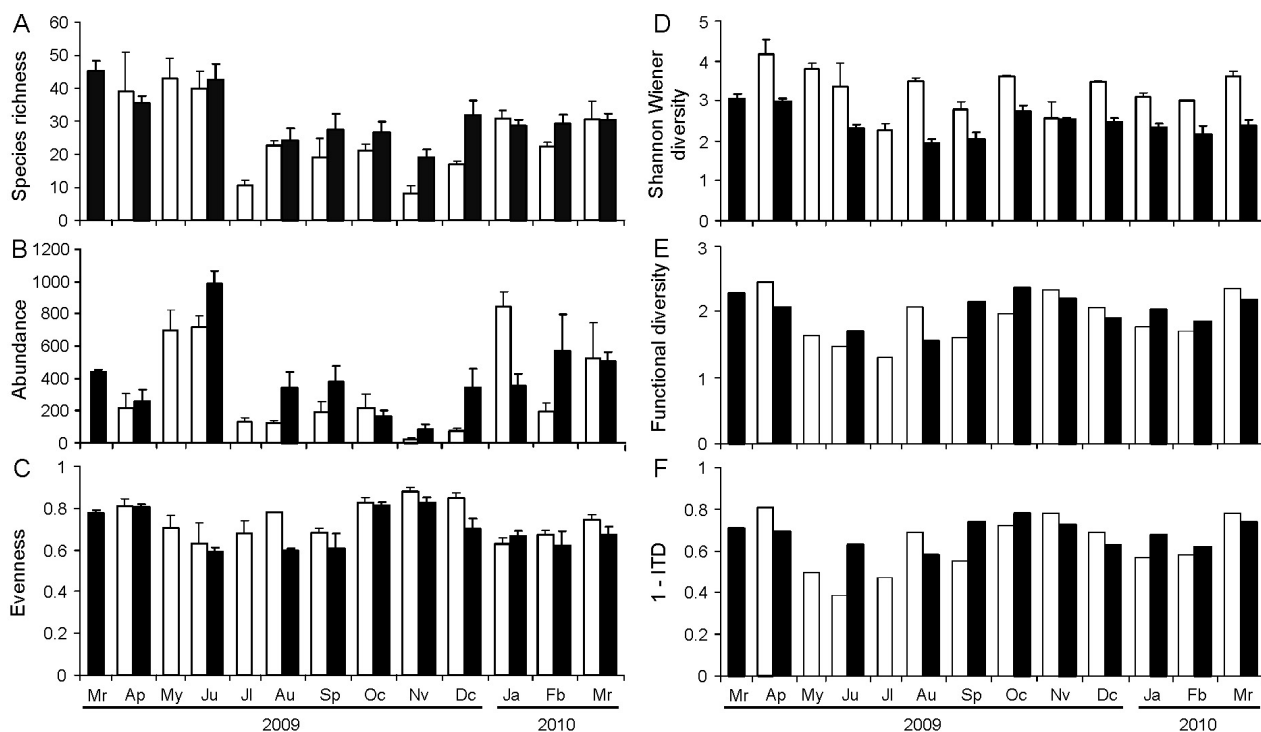 A
Species richness
60
50
40
30
20
10
0
B
Abundance
1200
1000
800
600
400
200
0
C
Evenness
1
0.8
0.6
0.4
0.2
0
Mr Ap My Ju Jl Au Sp Oc Nv Dc Ja Fb Mr
2009 2010
D
Shannon Wiener
diversity
5
4
3
2
1
0
E
Functional diversity
3
2
1
0
F
1 - ITD
1
0.8
0.6
0.4
0.2
0
Mr Ap My Ju Jl Au Sp Oc Nv Dc Ja Fb Mr
2009 2010